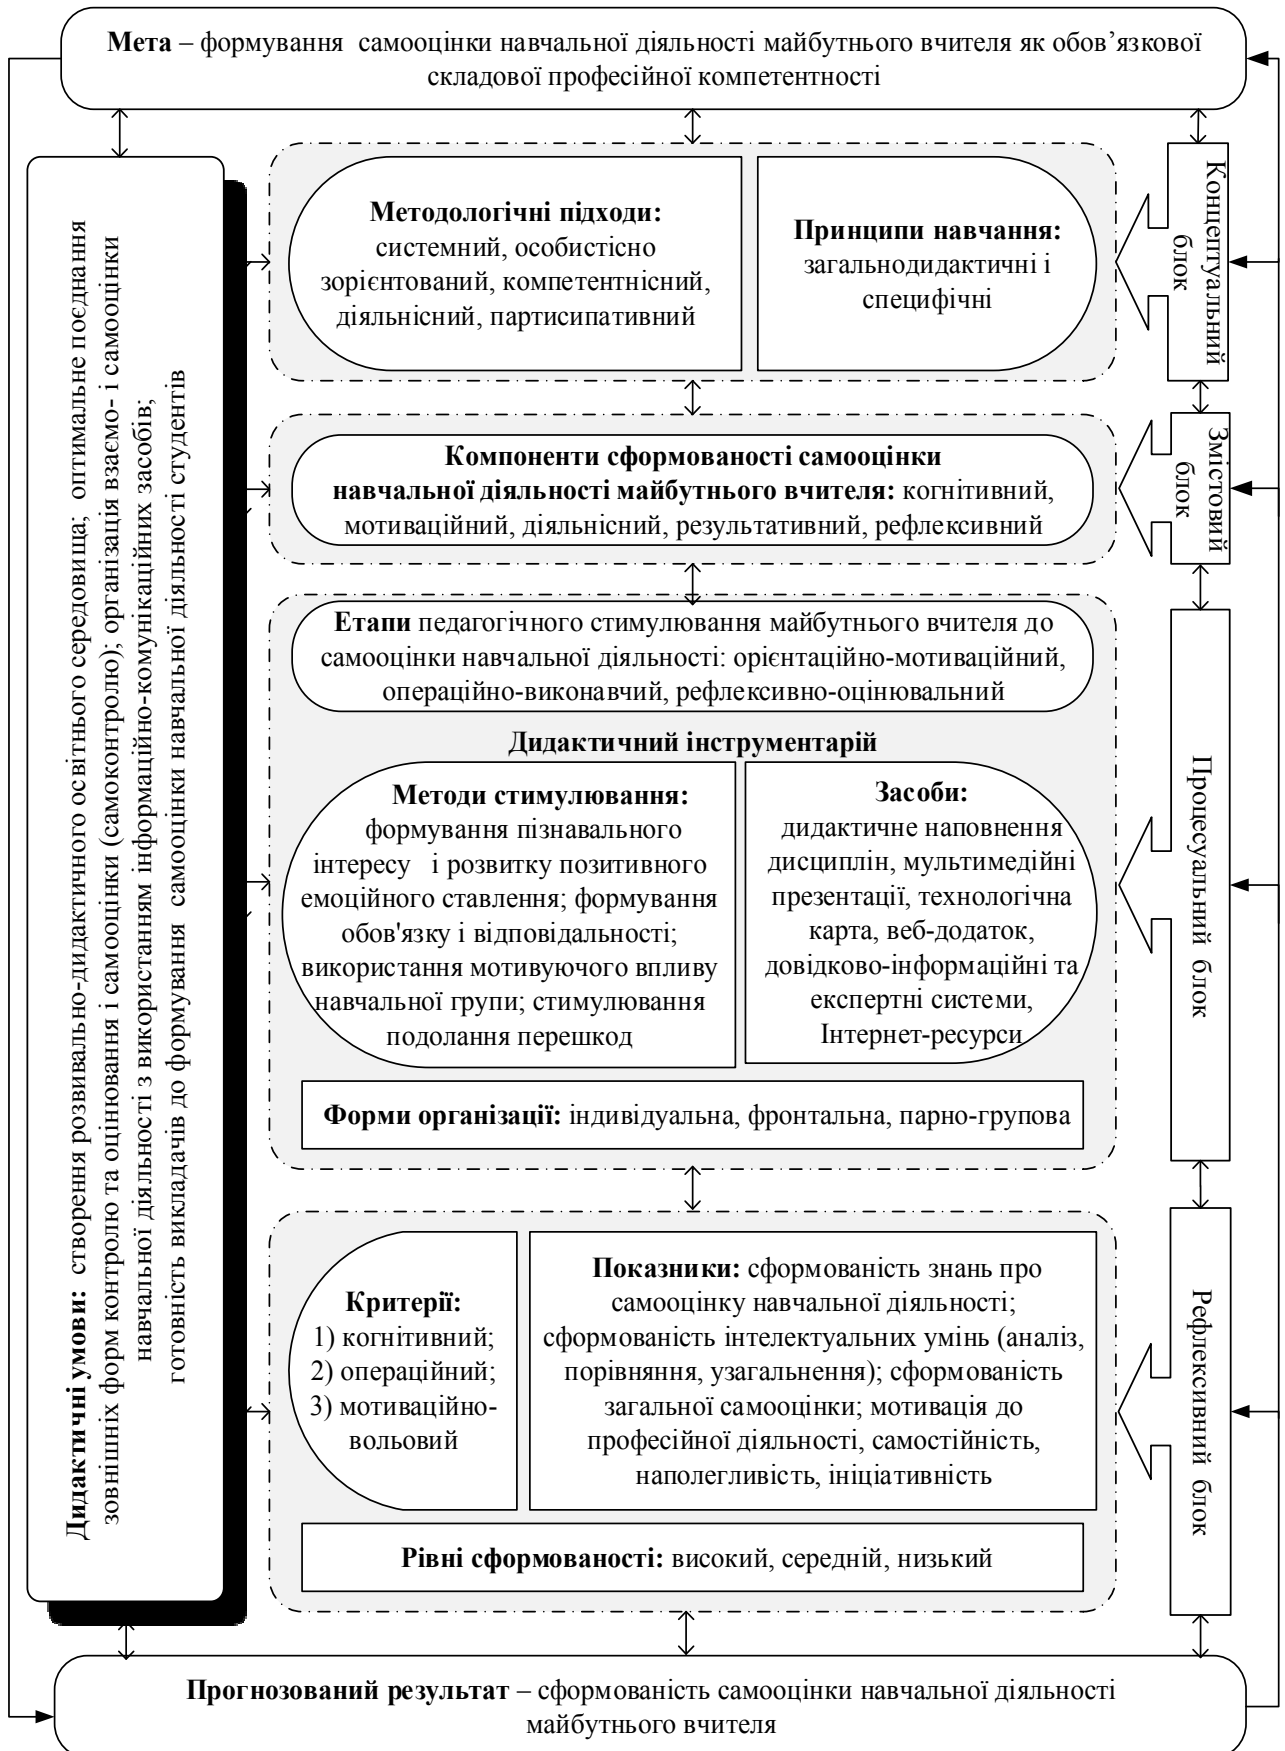 Мета – формування самооцінки навчальної діяльності майбутнього вчителя як обов’язкової
складової професійної компетентності
Дидактичні умови: створення розвивально-дидактичного освітнього середовища; оптимальне поєднання
зовнішніх форм контролю та оцінювання і самооцінки (самоконтролю); організація взаємо- і самооцінки
навчальної діяльності з використанням інформаційно-комунікаційних засобів;
готовність викладачів до формування самооцінки навчальної діяльності студентів
Методологічні підходи:
системний, особистісно
зорієнтований, компетентнісний,
діяльнісний, партисипативний
Принципи навчання:
загальнодидактичні і
специфічні
Концептуальний
блок
Компоненти сформованості самооцінки
навчальної діяльності майбутнього вчителя: когнітивний,
мотиваційний, діяльнісний, результативний, рефлексивний
Змістовий
блок
Етапи педагогічного стимулювання майбутнього вчителя до
самооцінки навчальної діяльності: орієнтаційно-мотиваційний,
операційно-виконавчий, рефлексивно-оцінювальний
Дидактичний інструментарій
Методи стимулювання:
формування пізнавального
інтересу і розвитку позитивного
емоційного ставлення; формування
обов'язку і відповідальності;
використання мотивуючого впливу
навчальної групи; стимулювання
подолання перешкод
Засоби:
дидактичне наповнення
дисциплін, мультимедійні
презентації, технологічна
карта, веб-додаток,
довідково-інформаційні та
експертні системи,
Інтернет-ресурси
Форми організації: індивідуальна, фронтальна, парно-групова
Процесуальний блок
Критерії:
1) когнітивний;
2) операційний;
3) мотиваційно-
вольовий
Показники: сформованість знань про
самооцінку навчальної діяльності;
сформованість інтелектуальних умінь (аналіз,
порівняння, узагальнення); сформованість
загальної самооцінки; мотивація до
професійної діяльності, самостійність,
наполегливість, ініціативність
Рівні сформованості: високий, середній, низький
Рефлексивний блок
Прогнозований результат – сформованість самооцінки навчальної діяльності
майбутнього вчителя